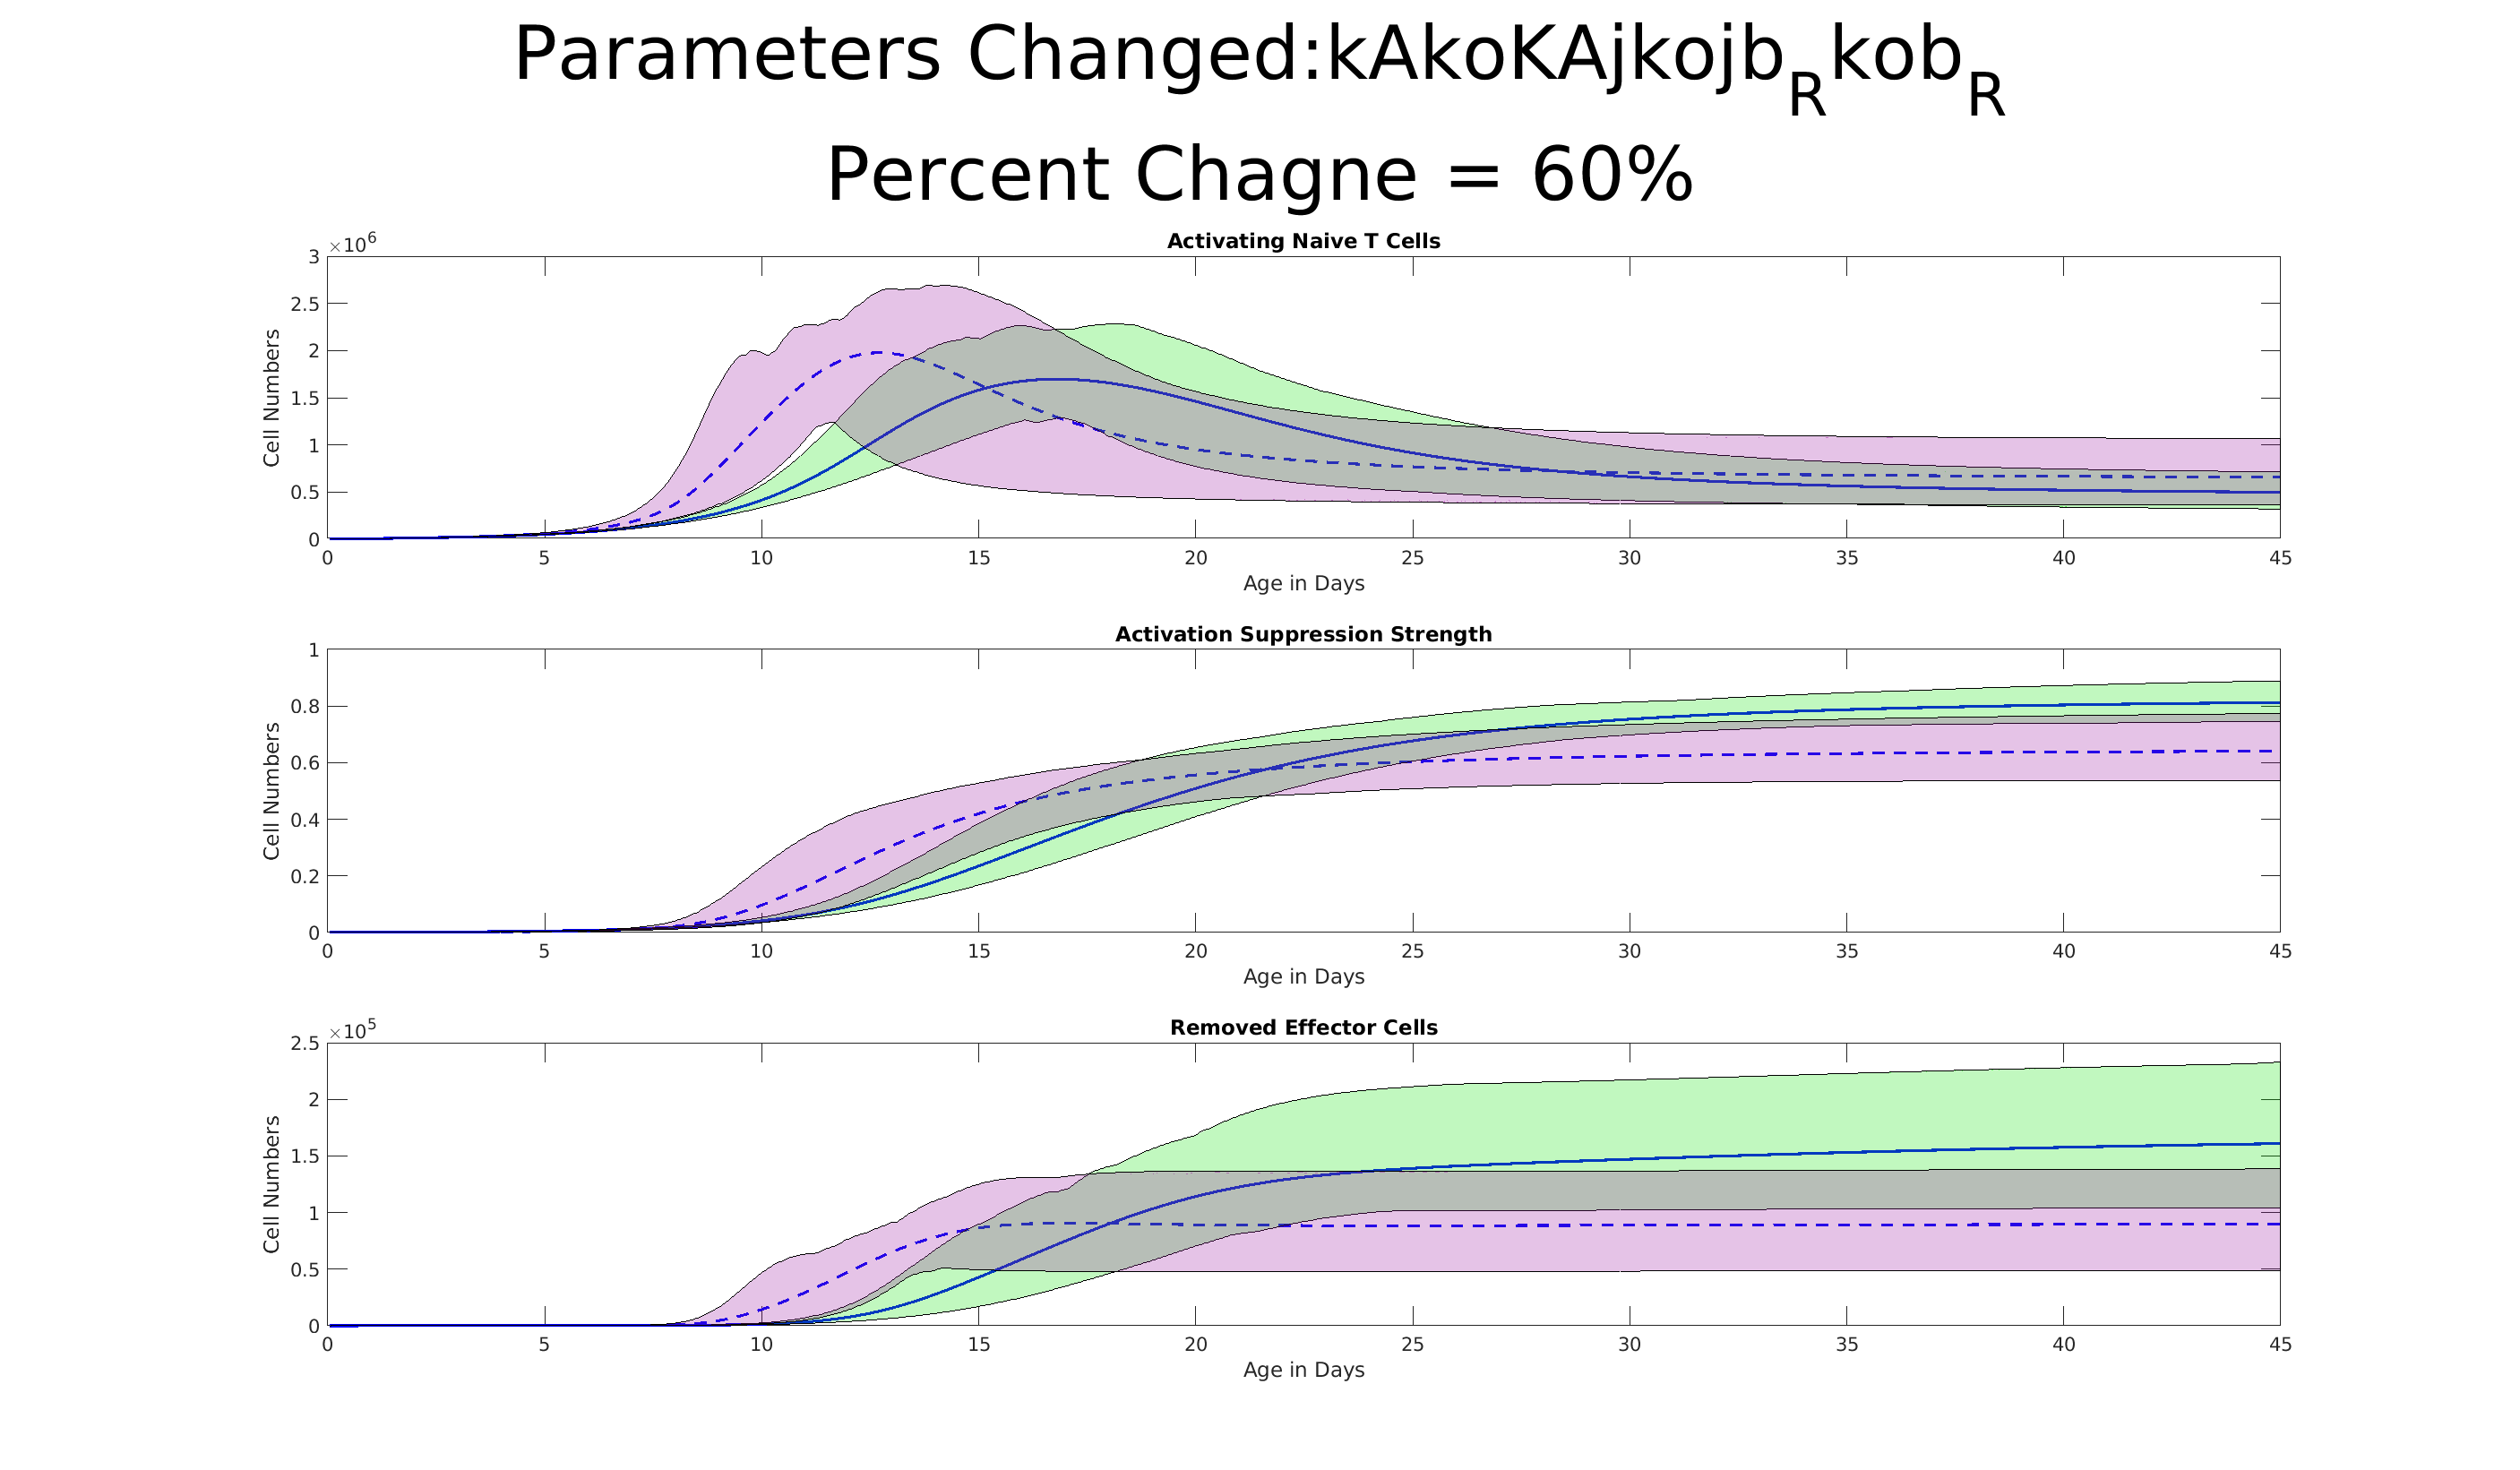 Parameters Changed:kAkoKAjkojb_Rkob_R
Percent Chagne = 60%
Activating Naive T Cells
×10^6
3
2.5
2
1.5
1
0.5
0
Cell Numbers
0 5 10 15 20 25 30 35 40 45
Age in Days
Activation Suppression Strength
1
0.8
0.6
0.4
0.2
0
Cell Numbers
0 5 10 15 20 25 30 35 40 45
Age in Days
Removed Effector Cells
×10^5
2.5
2
1.5
1
0.5
0
Cell Numbers
0 5 10 15 20 25 30 35 40 45
Age in Days